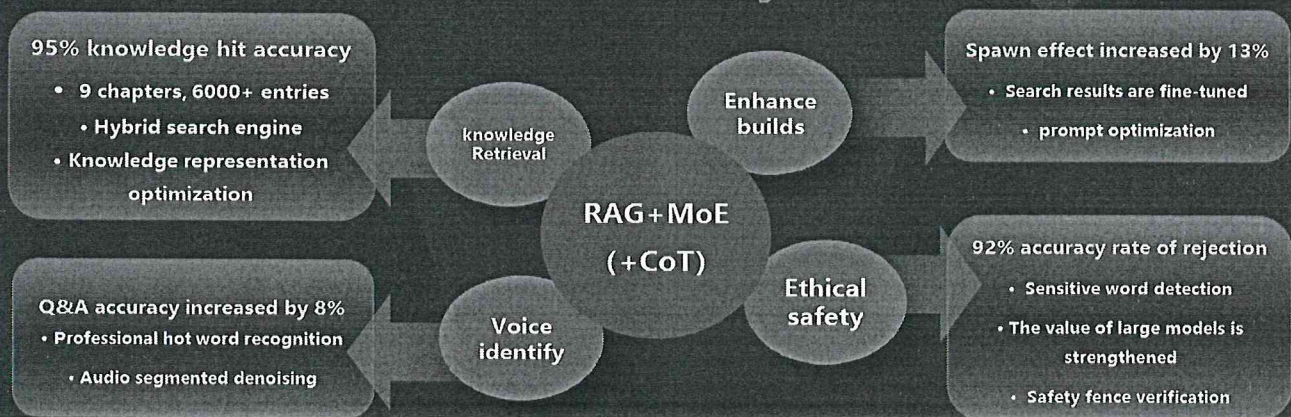 95% knowledge hit accuracy
• 9 chapters, 6000+ entries
• Hybrid search engine
• Knowledge representation
optimization
knowledge
Retrieval
Enhance
builds
Spawn effect increased by 13%
• Search results are fine-tuned
• prompt optimization
RAG+MoE
(+CoT)
Q&A accuracy increased by 8%
• Professional hot word recognition
• Audio segmented denoising
Voice
identify
Ethical
safety
92% accuracy rate of rejection
• Sensitive word detection
• The value of large models is
strengthened
• Safety fence verification